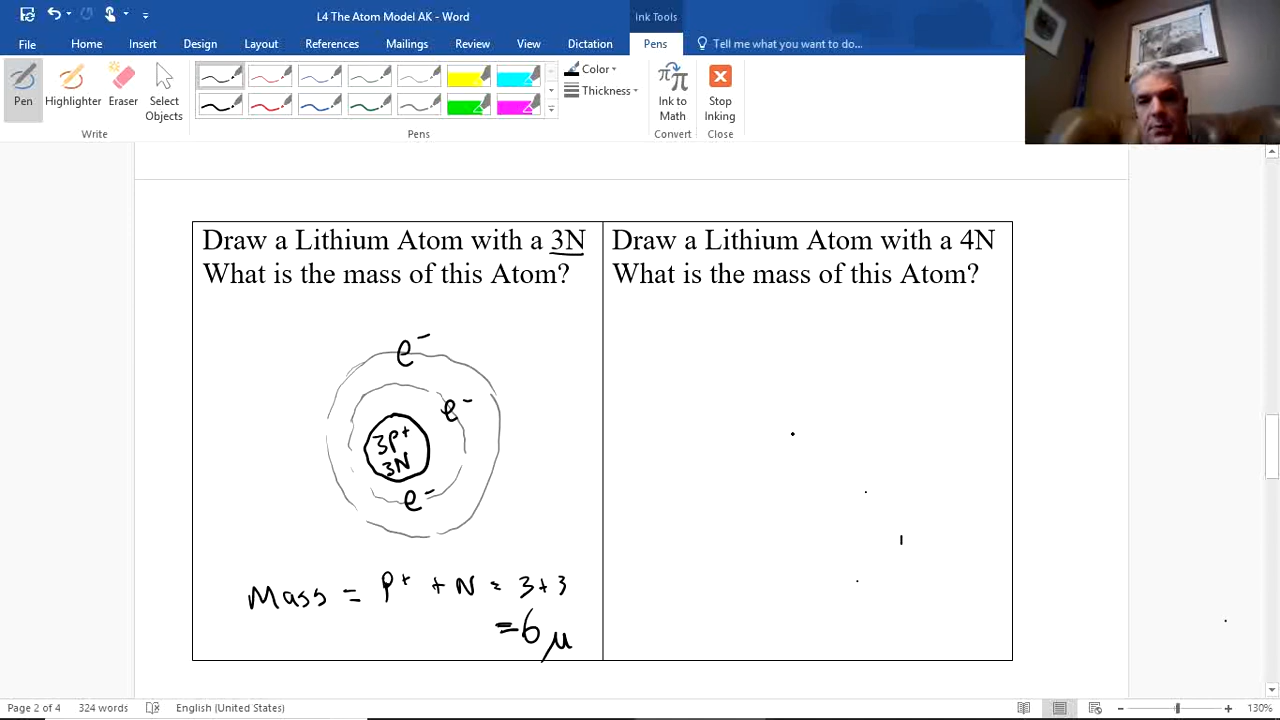 L4 The Atom Model AK - Word
Ink Tools
File Home Insert Design Layout References Mailings Review View Dictation Pens Tell me what you want to do...
Pen Highlighter Eraser Select Objects
Color
Thickness
Ink to Math
Stop Inking
Write Pens Convert Close
Draw a Lithium Atom with a 3N
What is the mass of this Atom?
e⁻
e⁻
3P⁺
3N
e⁻
Mass = P⁺ + N = 3+3
= 6 μ
Draw a Lithium Atom with a 4N
What is the mass of this Atom?
Page 2 of 4 324 words English (United States) 130%